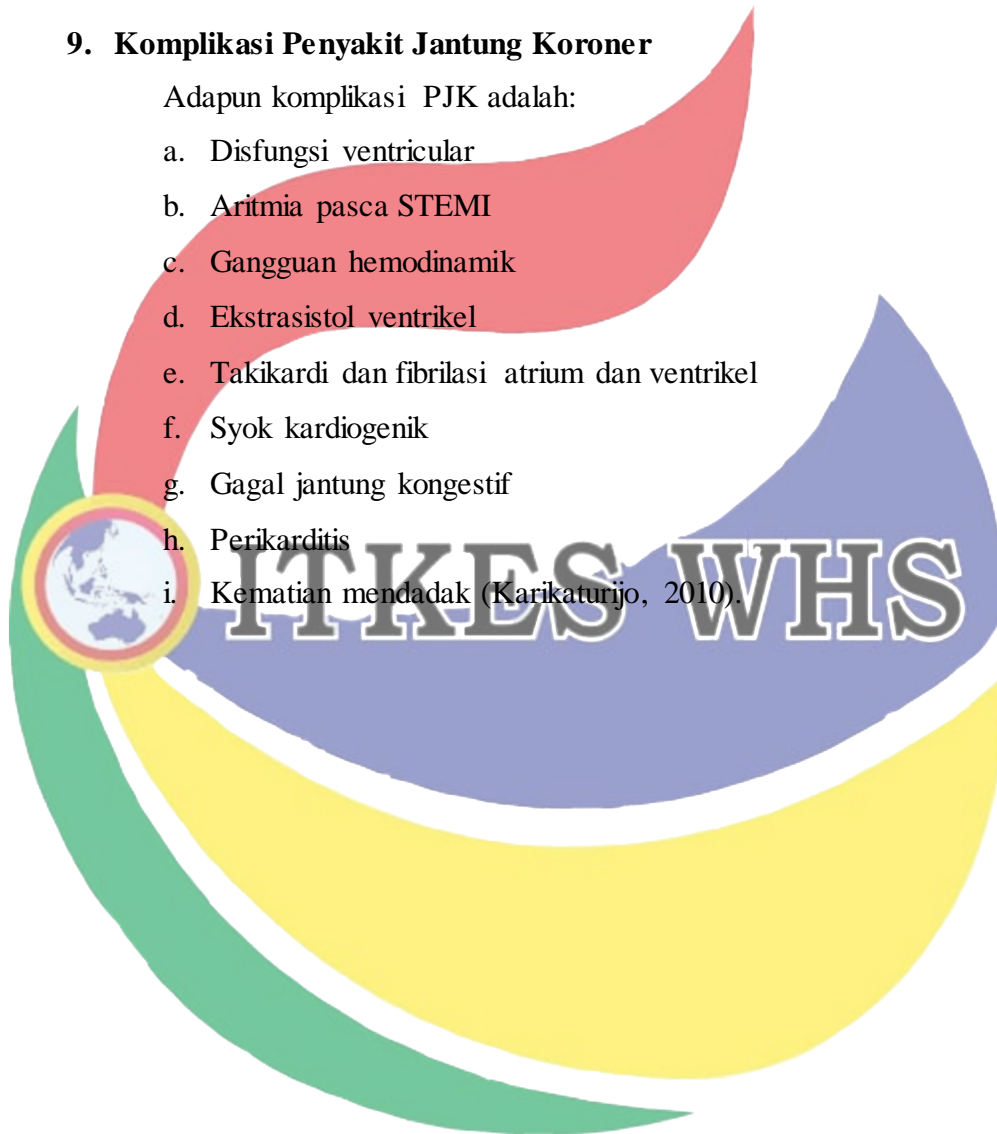 9. Komplikasi Penyakit Jantung Koroner
Adapun komplikasi PJK adalah:
a. Disfungsi ventricular
b. Aritmia pasca STEMI
c. Gangguan hemodinamik
d. Ekstrasistol ventrikel
e. Takikardi dan fibrilasi atrium dan ventrikel
f. Syok kardiogenik
g. Gagal jantung kongestif
h. Perikarditis
i. Kematian mendadak (Karikaturijo, 2010).
ITKES WHS